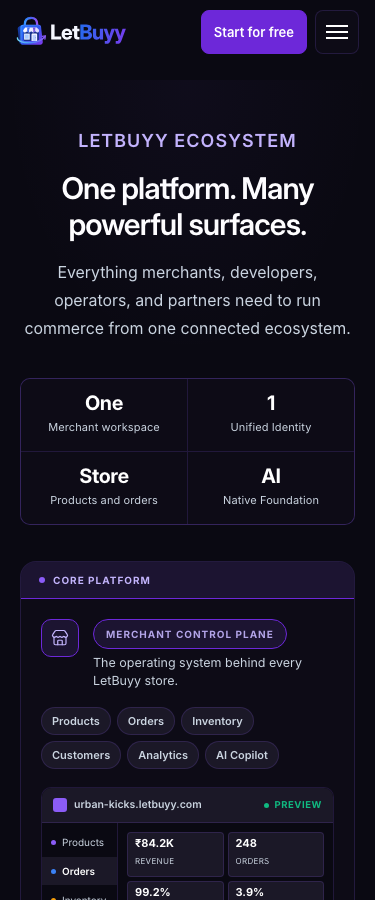 LetBuyy
Start for free
LETBUYY ECOSYSTEM
One platform. Many
powerful surfaces.
Everything merchants, developers,
operators, and partners need to run
commerce from one connected ecosystem.
One
Merchant workspace
1
Unified Identity
Store
Products and orders
AI
Native Foundation
CORE PLATFORM
MERCHANT CONTROL PLANE
The operating system behind every
LetBuyy store.
Products
Orders
Inventory
Customers
Analytics
AI Copilot
urban-kicks.letbuyy.com
PREVIEW
Products
Orders
Inventory
₹84.2K
REVENUE
248
ORDERS
99.2%
3.9%